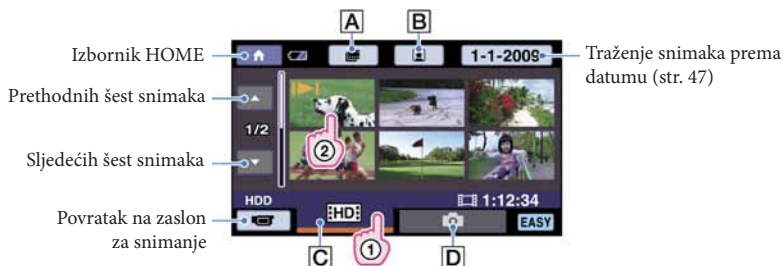 A B
Izbornik HOME
1-1-2009
Traženje snimaka prema
datumu (str. 47)
Prethodnih šest snimaka
1/2
②
Sljedećih šest snimaka
HDD
1:12:34
Povratak na zaslon
za snimanje
HD
①
EASY
C D